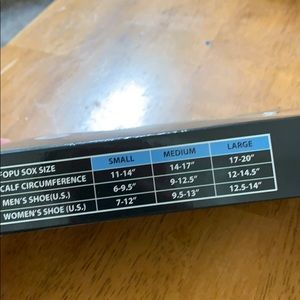 FOPU SOX SIZE SMALL MEDIUM LARGE
CALF CIRCUMFERENCE 11-14" 14-17" 17-20"
MEN'S SHOE(U.S.) 6-9.5" 9-12.5" 12-14.5"
WOMEN'S SHOE (U.S.) 7-12" 9.5-13" 12.5-14"